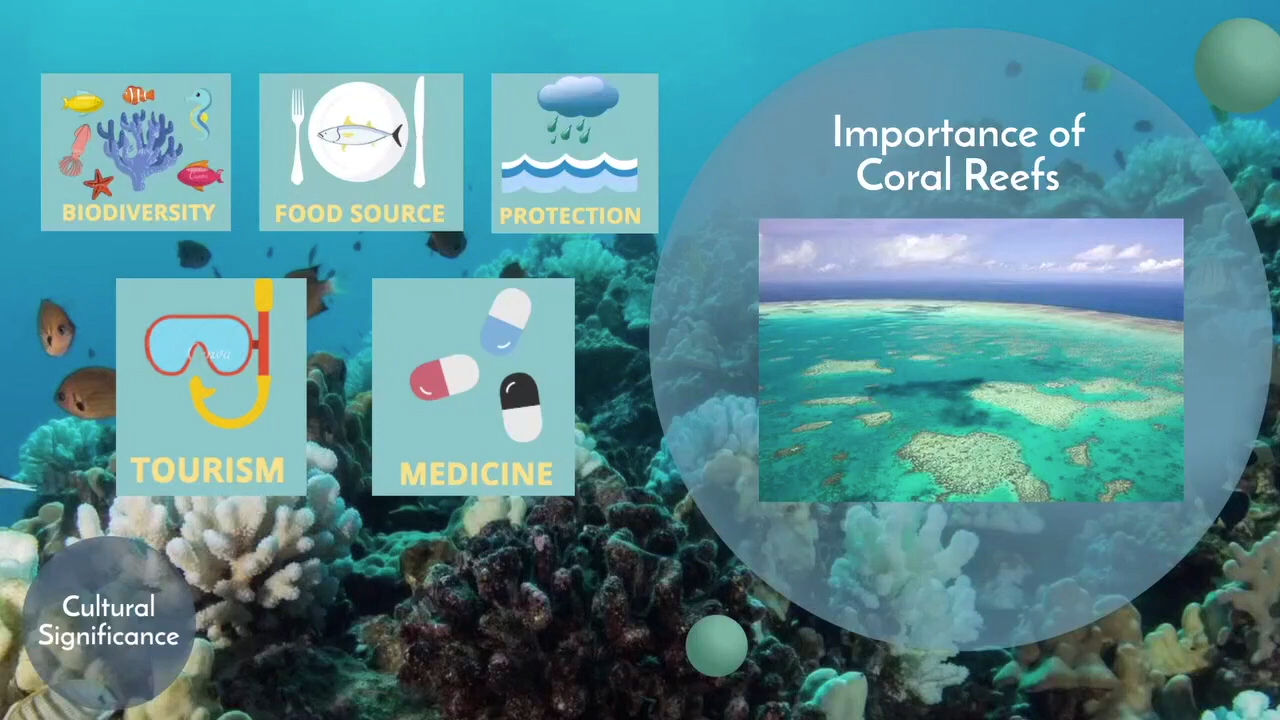 BIODIVERSITY
FOOD SOURCE
PROTECTION
TOURISM
MEDICINE
Cultural
Significance
Importance of
Coral Reefs